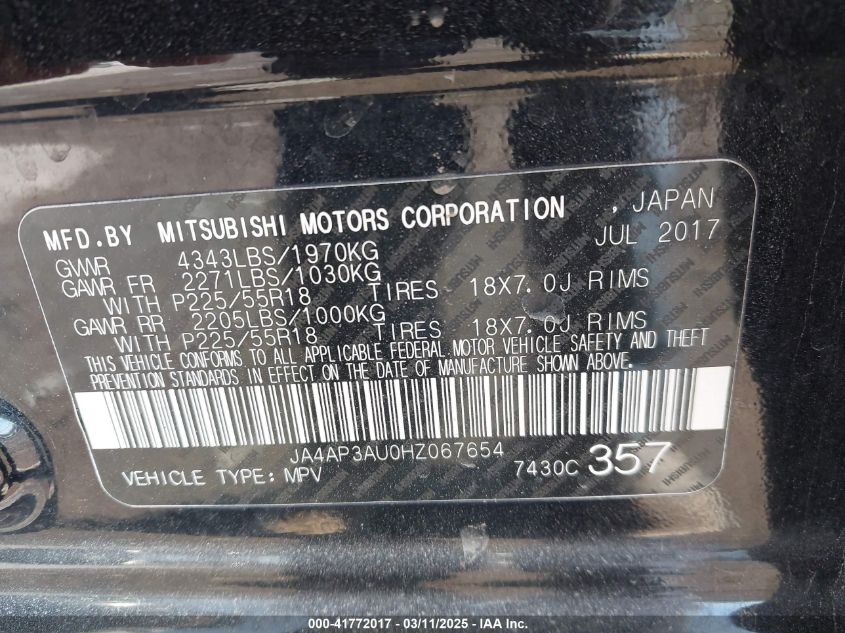 MFD.BY MITSUBISHI MOTORS CORPORATION , JAPAN
GVWR 4343LBS/1970KG JUL 2017
GAWR FR 2271LBS/1030KG
WITH P225/55R18 TIRES 18X7.0J RIMS
GAWR RR 2205LBS/1000KG
WITH P225/55R18 TIRES 18X7.0J RIMS
THIS VEHICLE CONFORMS TO ALL APPLICABLE FEDERAL MOTOR VEHICLE SAFETY AND THEFT
PREVENTION STANDARDS IN EFFECT ON THE DATE OF MANUFACTURE SHOWN ABOVE.
JA4AP3AU0HZ067654
VEHICLE TYPE: MPV 7430C 357
000-41772017 - 03/11/2025 - © IAA Inc.